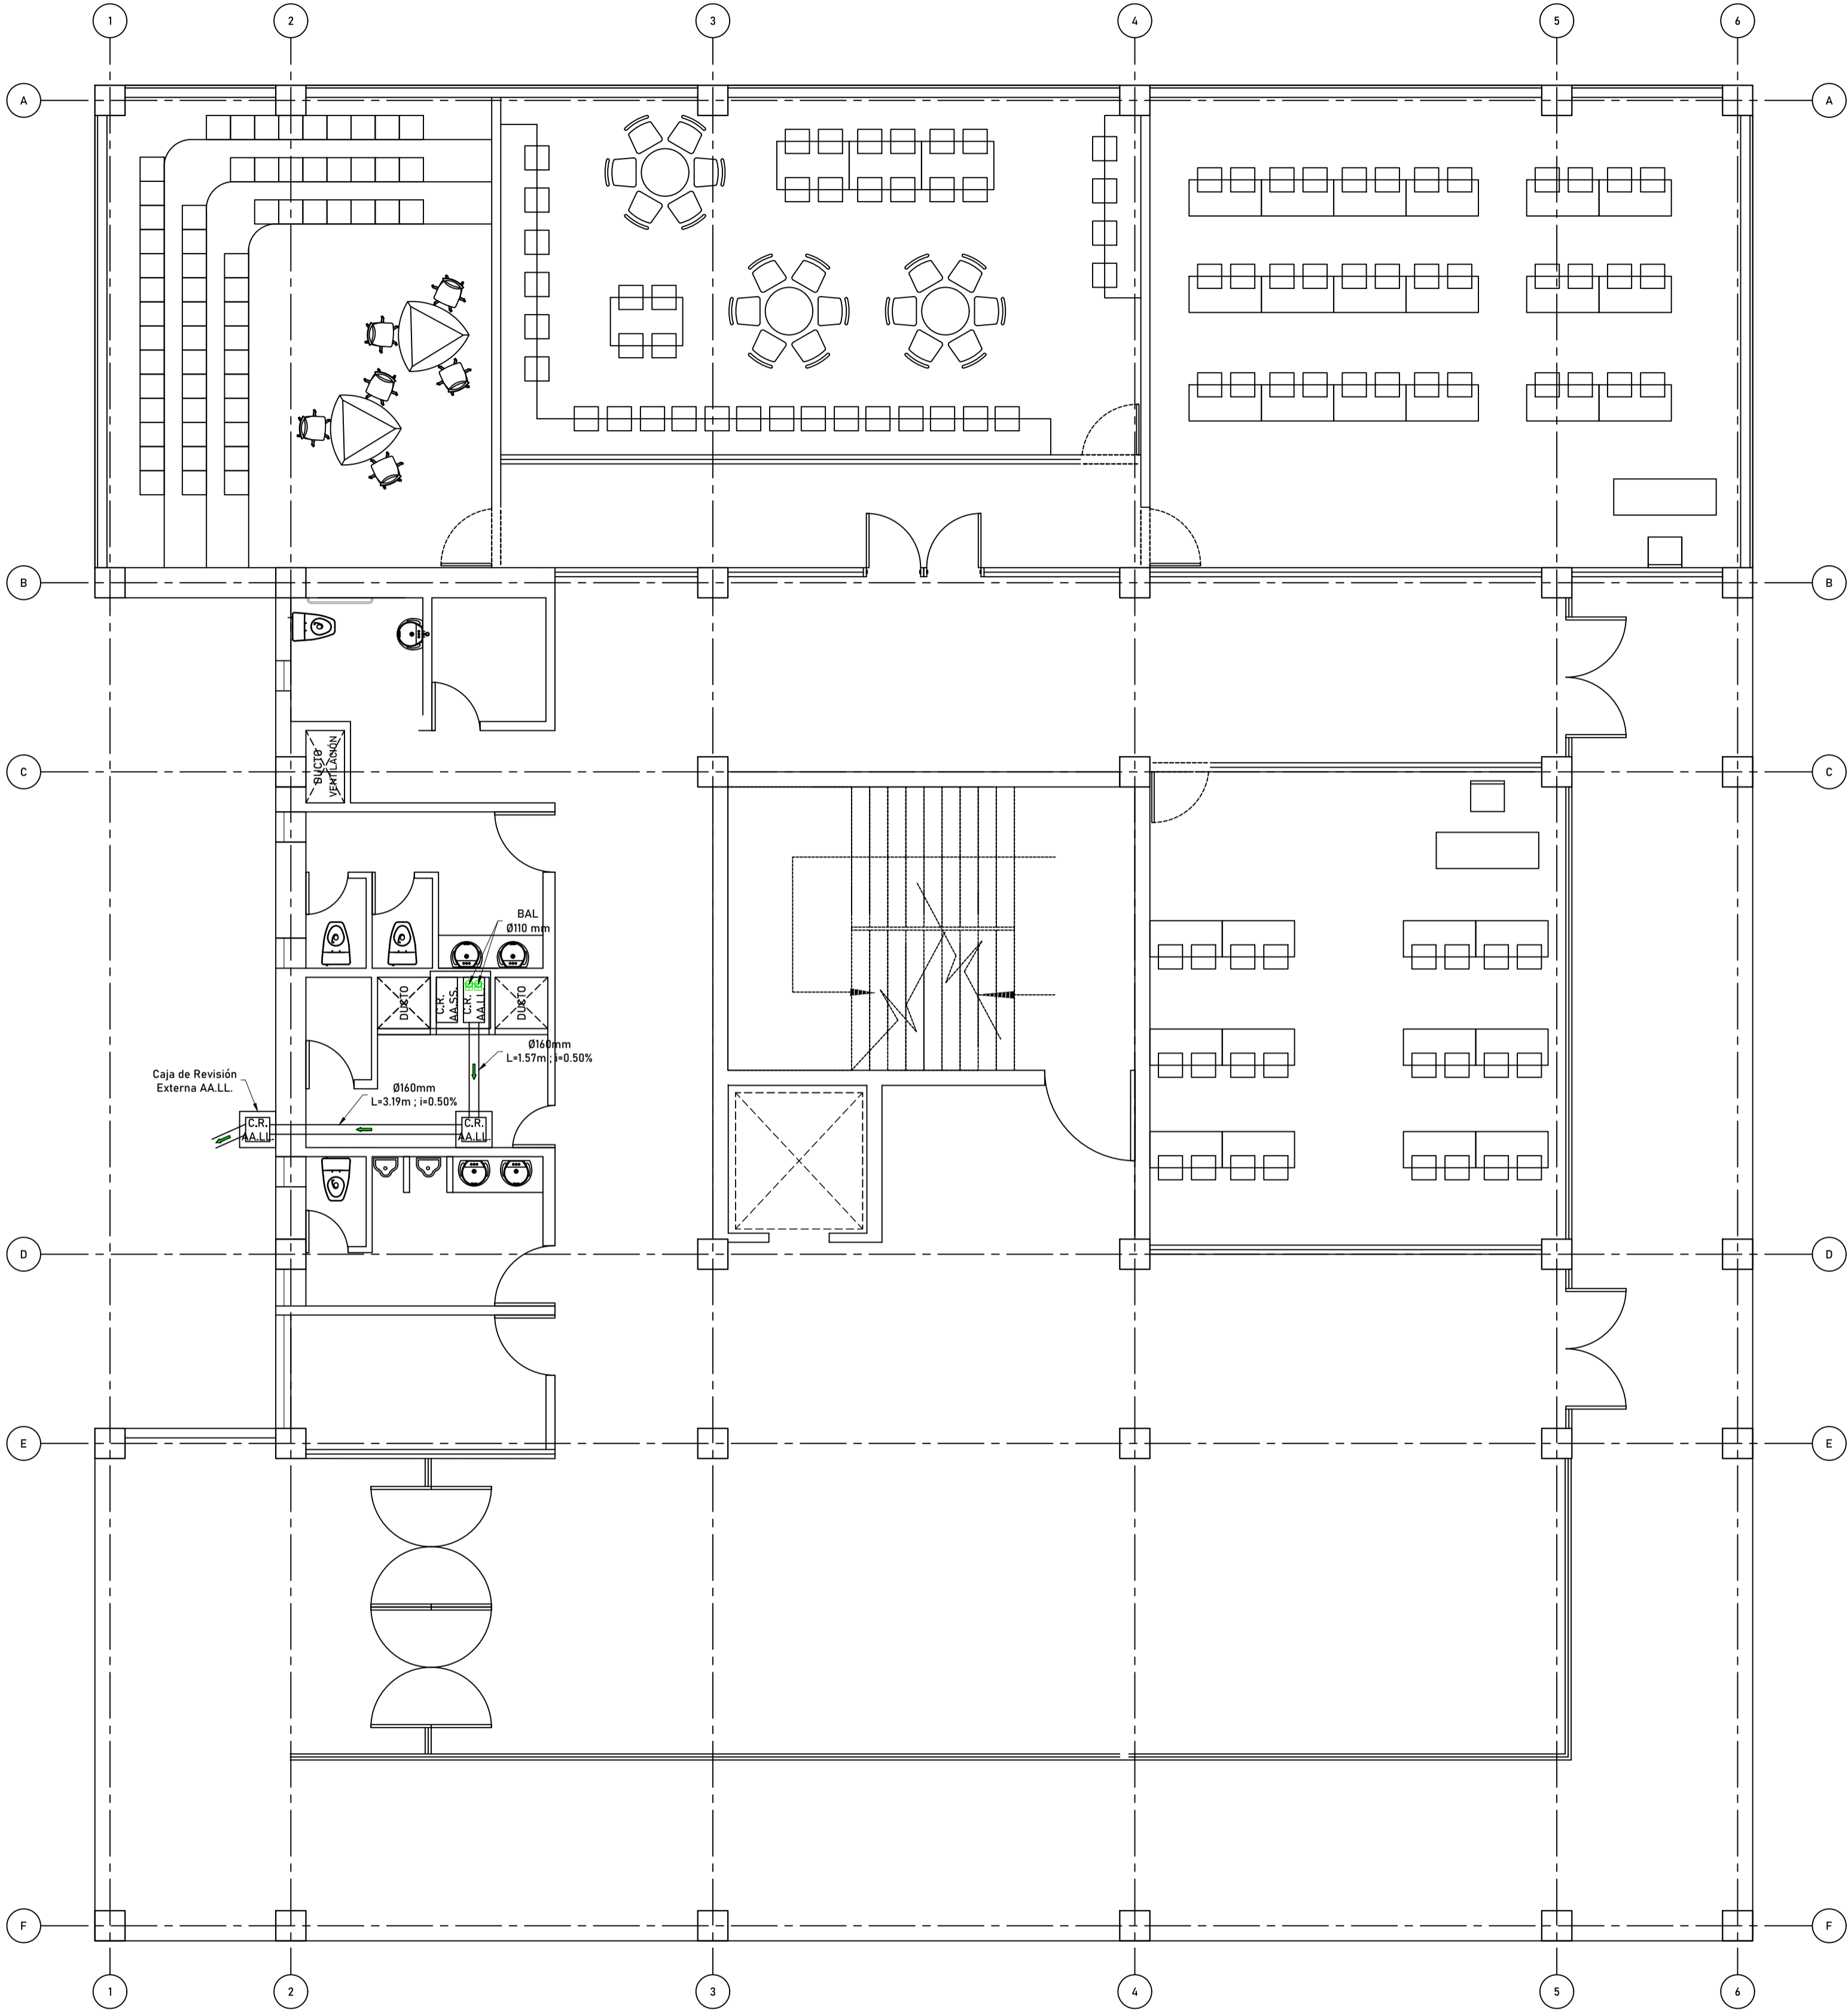 1
2
3
4
5
6
A
A
B
B
DUCTO
VENTILACIÓN
C
C
BAL
Ø110 mm
DUCTO
C.R.
AA.SS.
C.R.
AA.LL.
DUCTO
Ø160mm
L=1.57m ; i=0.50%
Caja de Revisión
Externa AA.LL.
Ø160mm
L=3.19m ; i=0.50%
C.R.
AA.LL.
C.R.
AA.LL.
D
D
E
E
F
F
1
2
3
4
5
6